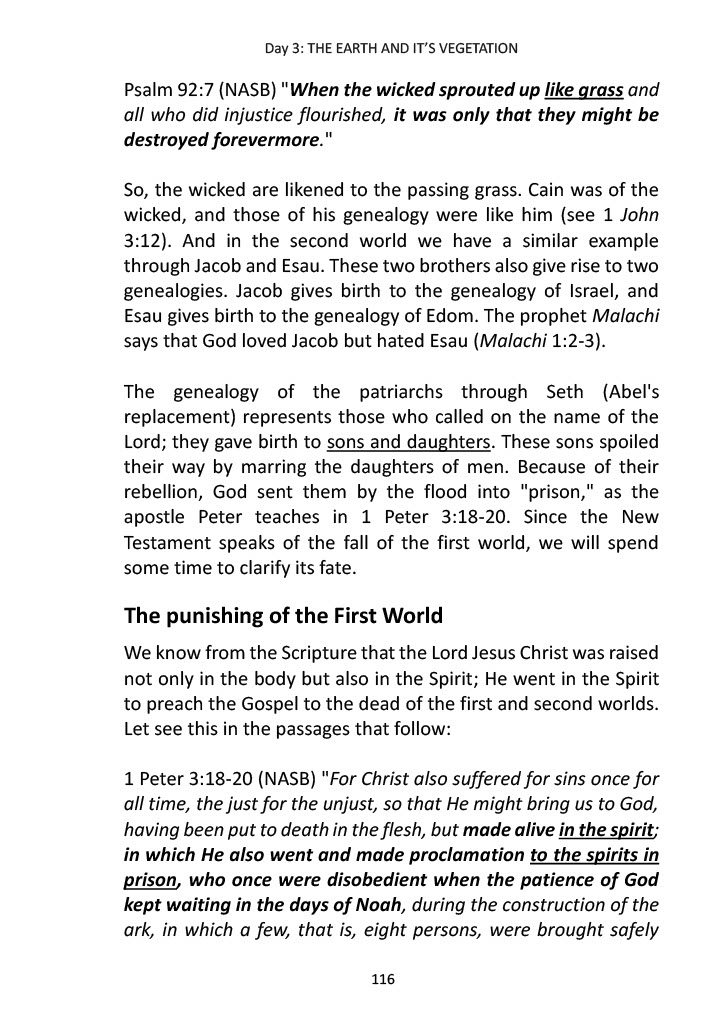 Day 3: THE EARTH AND IT’S VEGETATION
Psalm 92:7 (NASB) "When the wicked sprouted up like grass and
all who did injustice flourished, it was only that they might be
destroyed forevermore."
So, the wicked are likened to the passing grass. Cain was of the
wicked, and those of his genealogy were like him (see 1 John
3:12). And in the second world we have a similar example
through Jacob and Esau. These two brothers also give rise to two
genealogies. Jacob gives birth to the genealogy of Israel, and
Esau gives birth to the genealogy of Edom. The prophet Malachi
says that God loved Jacob but hated Esau (Malachi 1:2-3).
The genealogy of the patriarchs through Seth (Abel's
replacement) represents those who called on the name of the
Lord; they gave birth to sons and daughters. These sons spoiled
their way by marring the daughters of men. Because of their
rebellion, God sent them by the flood into "prison," as the
apostle Peter teaches in 1 Peter 3:18-20. Since the New
Testament speaks of the fall of the first world, we will spend
some time to clarify its fate.
The punishing of the First World
We know from the Scripture that the Lord Jesus Christ was raised
not only in the body but also in the Spirit; He went in the Spirit
to preach the Gospel to the dead of the first and second worlds.
Let see this in the passages that follow:
1 Peter 3:18-20 (NASB) "For Christ also suffered for sins once for
all time, the just for the unjust, so that He might bring us to God,
having been put to death in the flesh, but made alive in the spirit;
in which He also went and made proclamation to the spirits in
prison, who once were disobedient when the patience of God
kept waiting in the days of Noah, during the construction of the
ark, in which a few, that is, eight persons, were brought safely
116